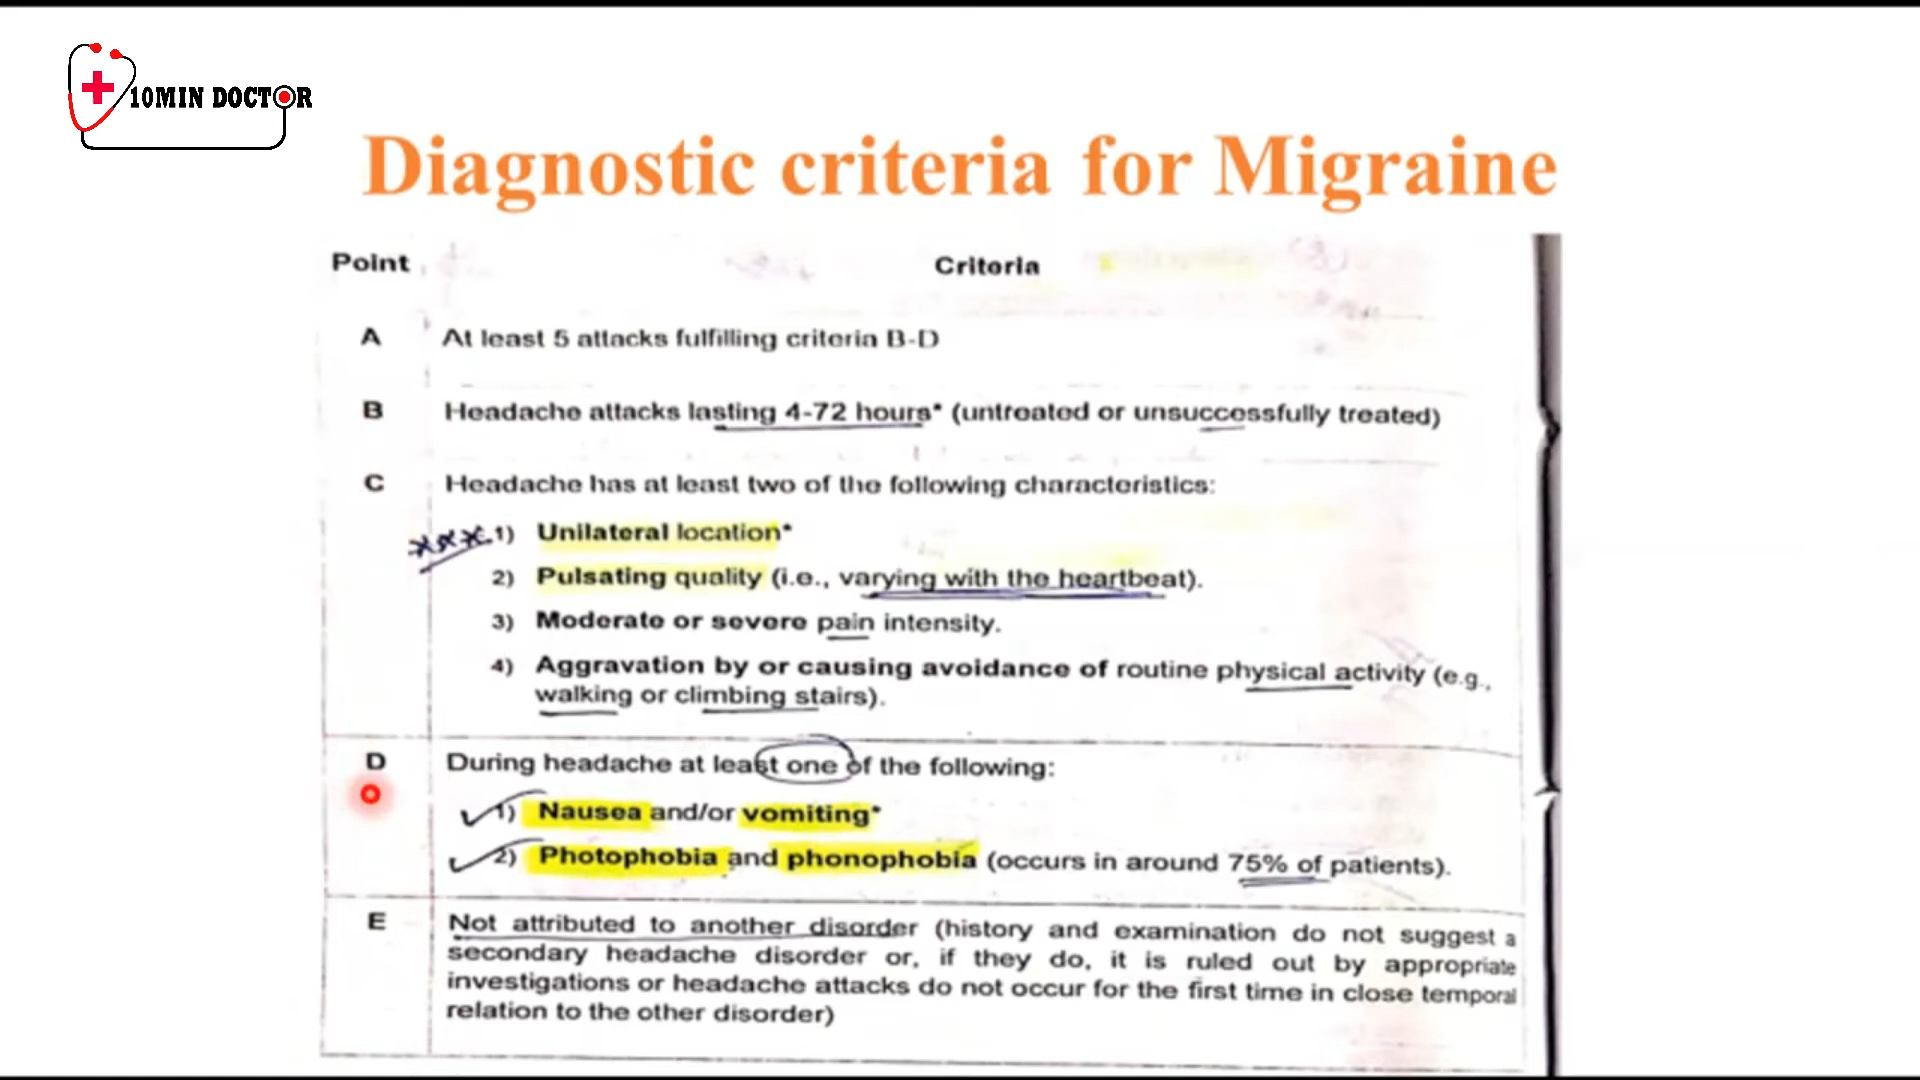 10MIN DOCTOR
Diagnostic criteria for Migraine
Point Criteria
A At least 5 attacks fulfilling criteria B-D
B Headache attacks lasting 4-72 hours* (untreated or unsuccessfully treated)
C Headache has at least two of the following characteristics:
1) Unilateral location*
2) Pulsating quality (i.e., varying with the heartbeat).
3) Moderate or severe pain intensity.
4) Aggravation by or causing avoidance of routine physical activity (e.g.,
walking or climbing stairs).
D During headache at least one of the following:
1) Nausea and/or vomiting*
2) Photophobia and phonophobia (occurs in around 75% of patients).
E Not attributed to another disorder (history and examination do not suggest a
secondary headache disorder or, if they do, it is ruled out by appropriate
investigations or headache attacks do not occur for the first time in close temporal
relation to the other disorder)